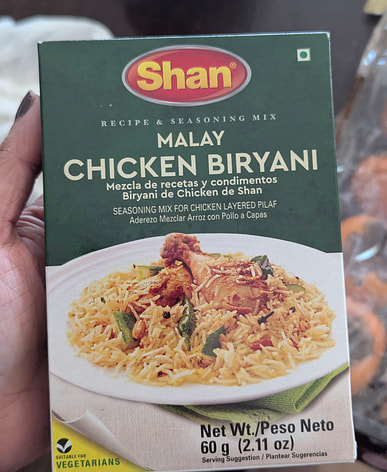 Shan®
RECIPE & SEASONING MIX
MALAY
CHICKEN BIRYANI
Mezcla de recetas y condimentos
Biryani de Chicken de Shan
SEASONING MIX FOR CHICKEN LAYERED PILAF
Aderezo Mezclar Arroz con Pollo a Capas
Net Wt./Peso Neto
60 g (2.11 oz)
Serving Suggestion / Plantear Sugerencias
SUITABLE FOR
VEGETARIANS